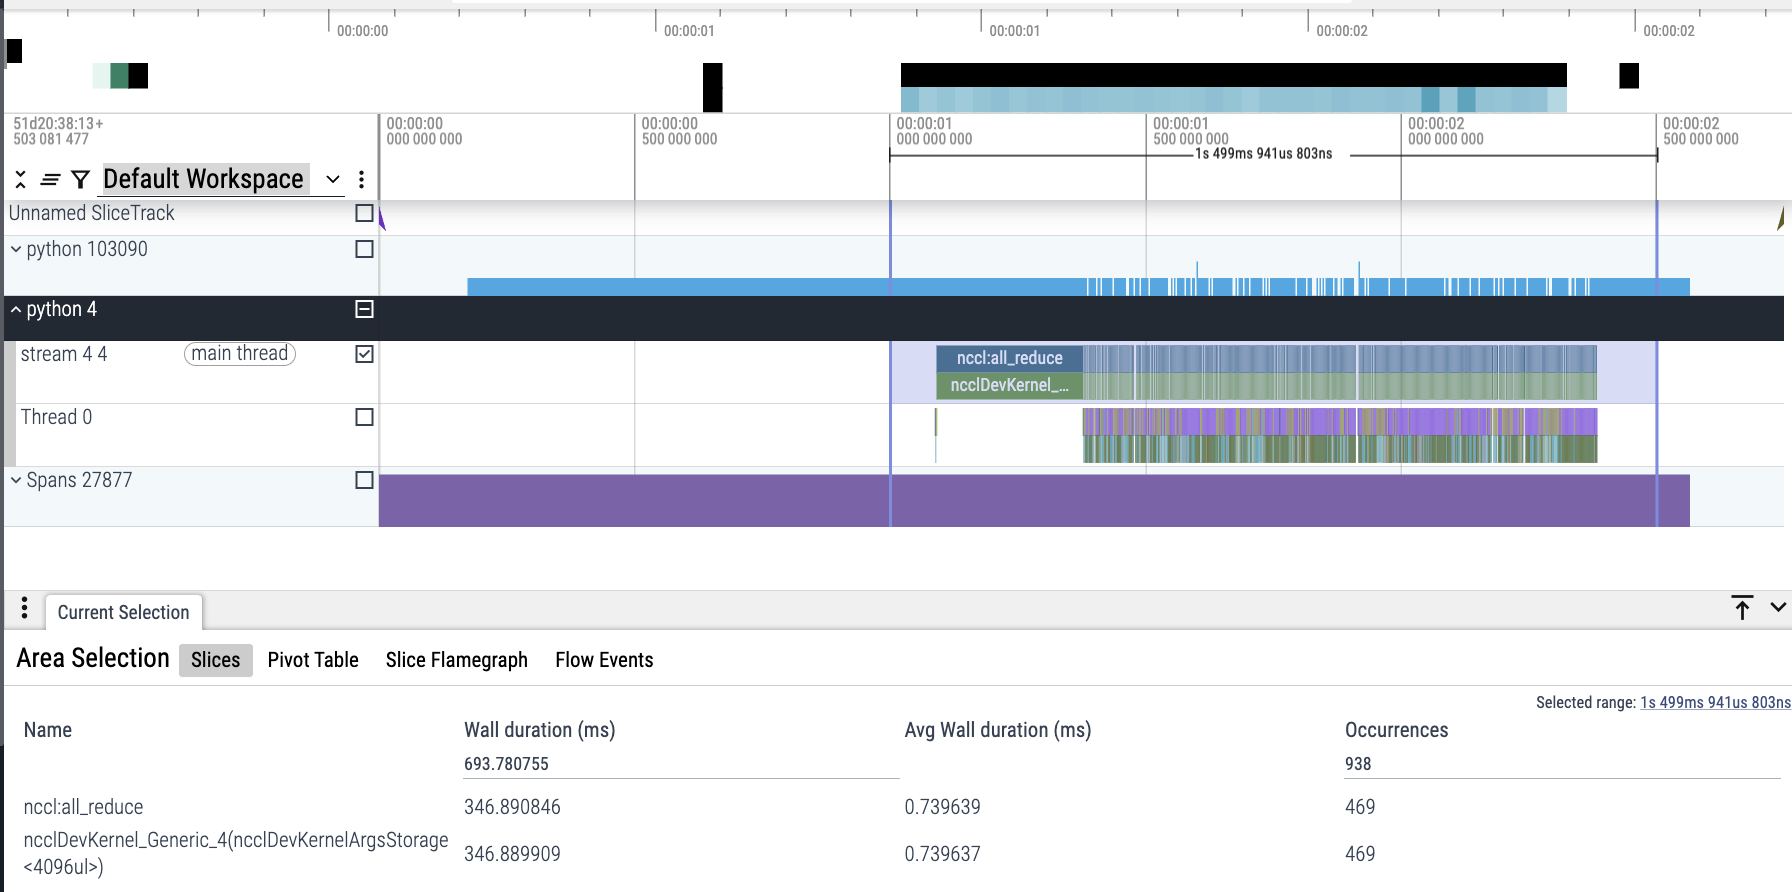 00:00:00 00:00:01 00:00:01 00:00:02 00:00:02
51d20:38:13+ 00:00:00 00:00:00 00:00:01 00:00:01 00:00:02 00:00:02
503 081 477 000 000 000 500 000 000 000 000 000 500 000 000 000 000 000 500 000 000
1s 499ms 941us 803ns
Default Workspace
Unnamed SliceTrack
python 103090
python 4
stream 4 4 main thread nccl:all_reduce
ncclDevKernel_...
Thread 0
Spans 27877
Current Selection
Area Selection Slices Pivot Table Slice Flamegraph Flow Events
Selected range: 1s 499ms 941us 803ns
Name Wall duration (ms) Avg Wall duration (ms) Occurrences
693.780755 938
nccl:all_reduce 346.890846 0.739639 469
ncclDevKernel_Generic_4(ncclDevKernelArgsStorage
<4096ul>) 346.889909 0.739637 469